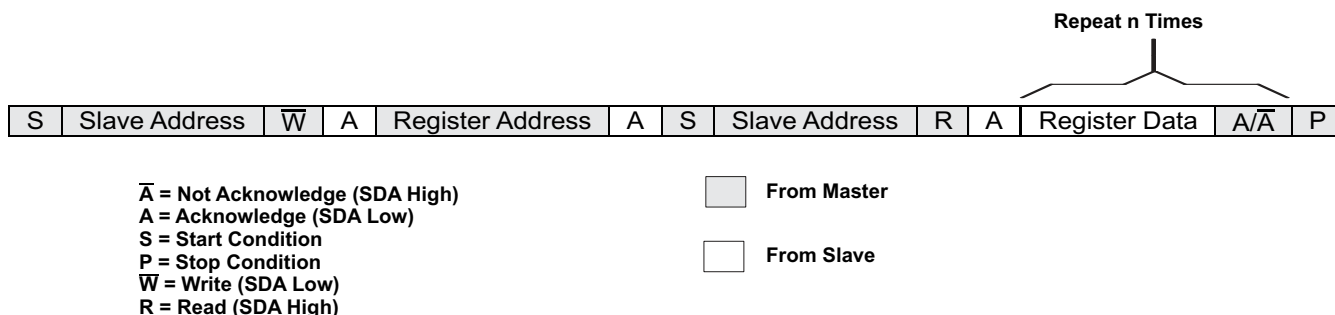 Repeat n Times
S Slave Address W̅ A Register Address A S Slave Address R A Register Data A/A̅ P
A̅ = Not Acknowledge (SDA High)
A = Acknowledge (SDA Low)
S = Start Condition
P = Stop Condition
W̅ = Write (SDA Low)
R = Read (SDA High)
From Master
From Slave